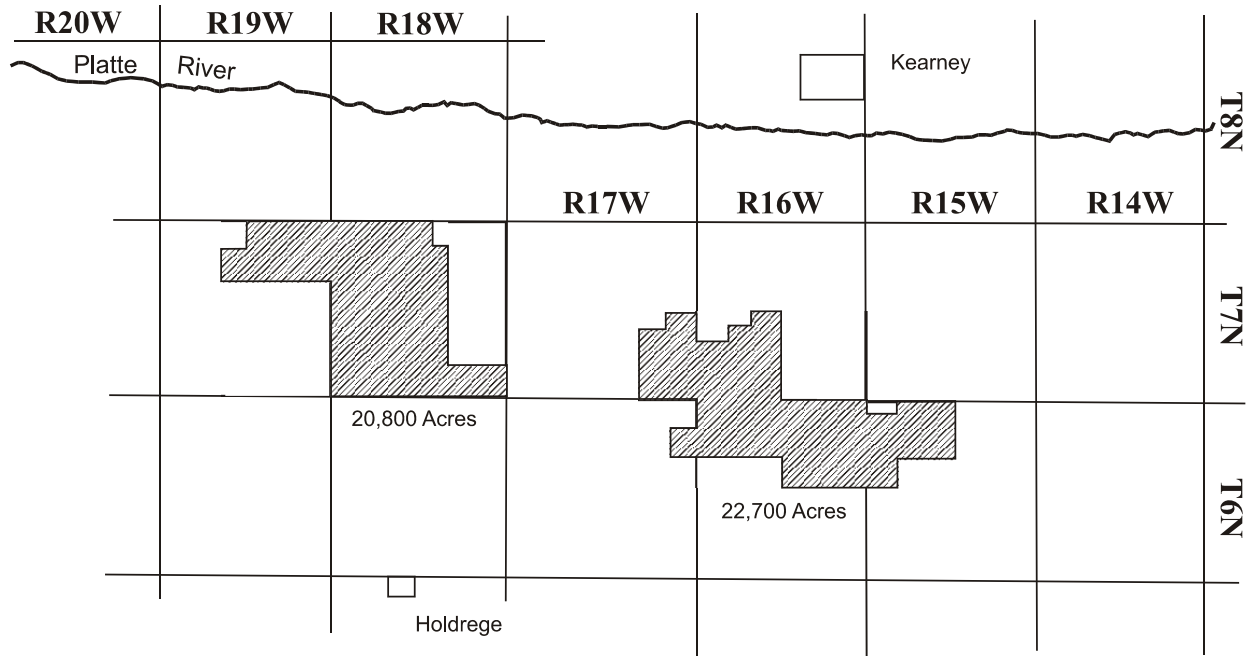 R20W R19W R18W
Platte River
Kearney
T8N
R17W R16W R15W R14W
T7N
20,800 Acres
22,700 Acres
T6N
Holdrege